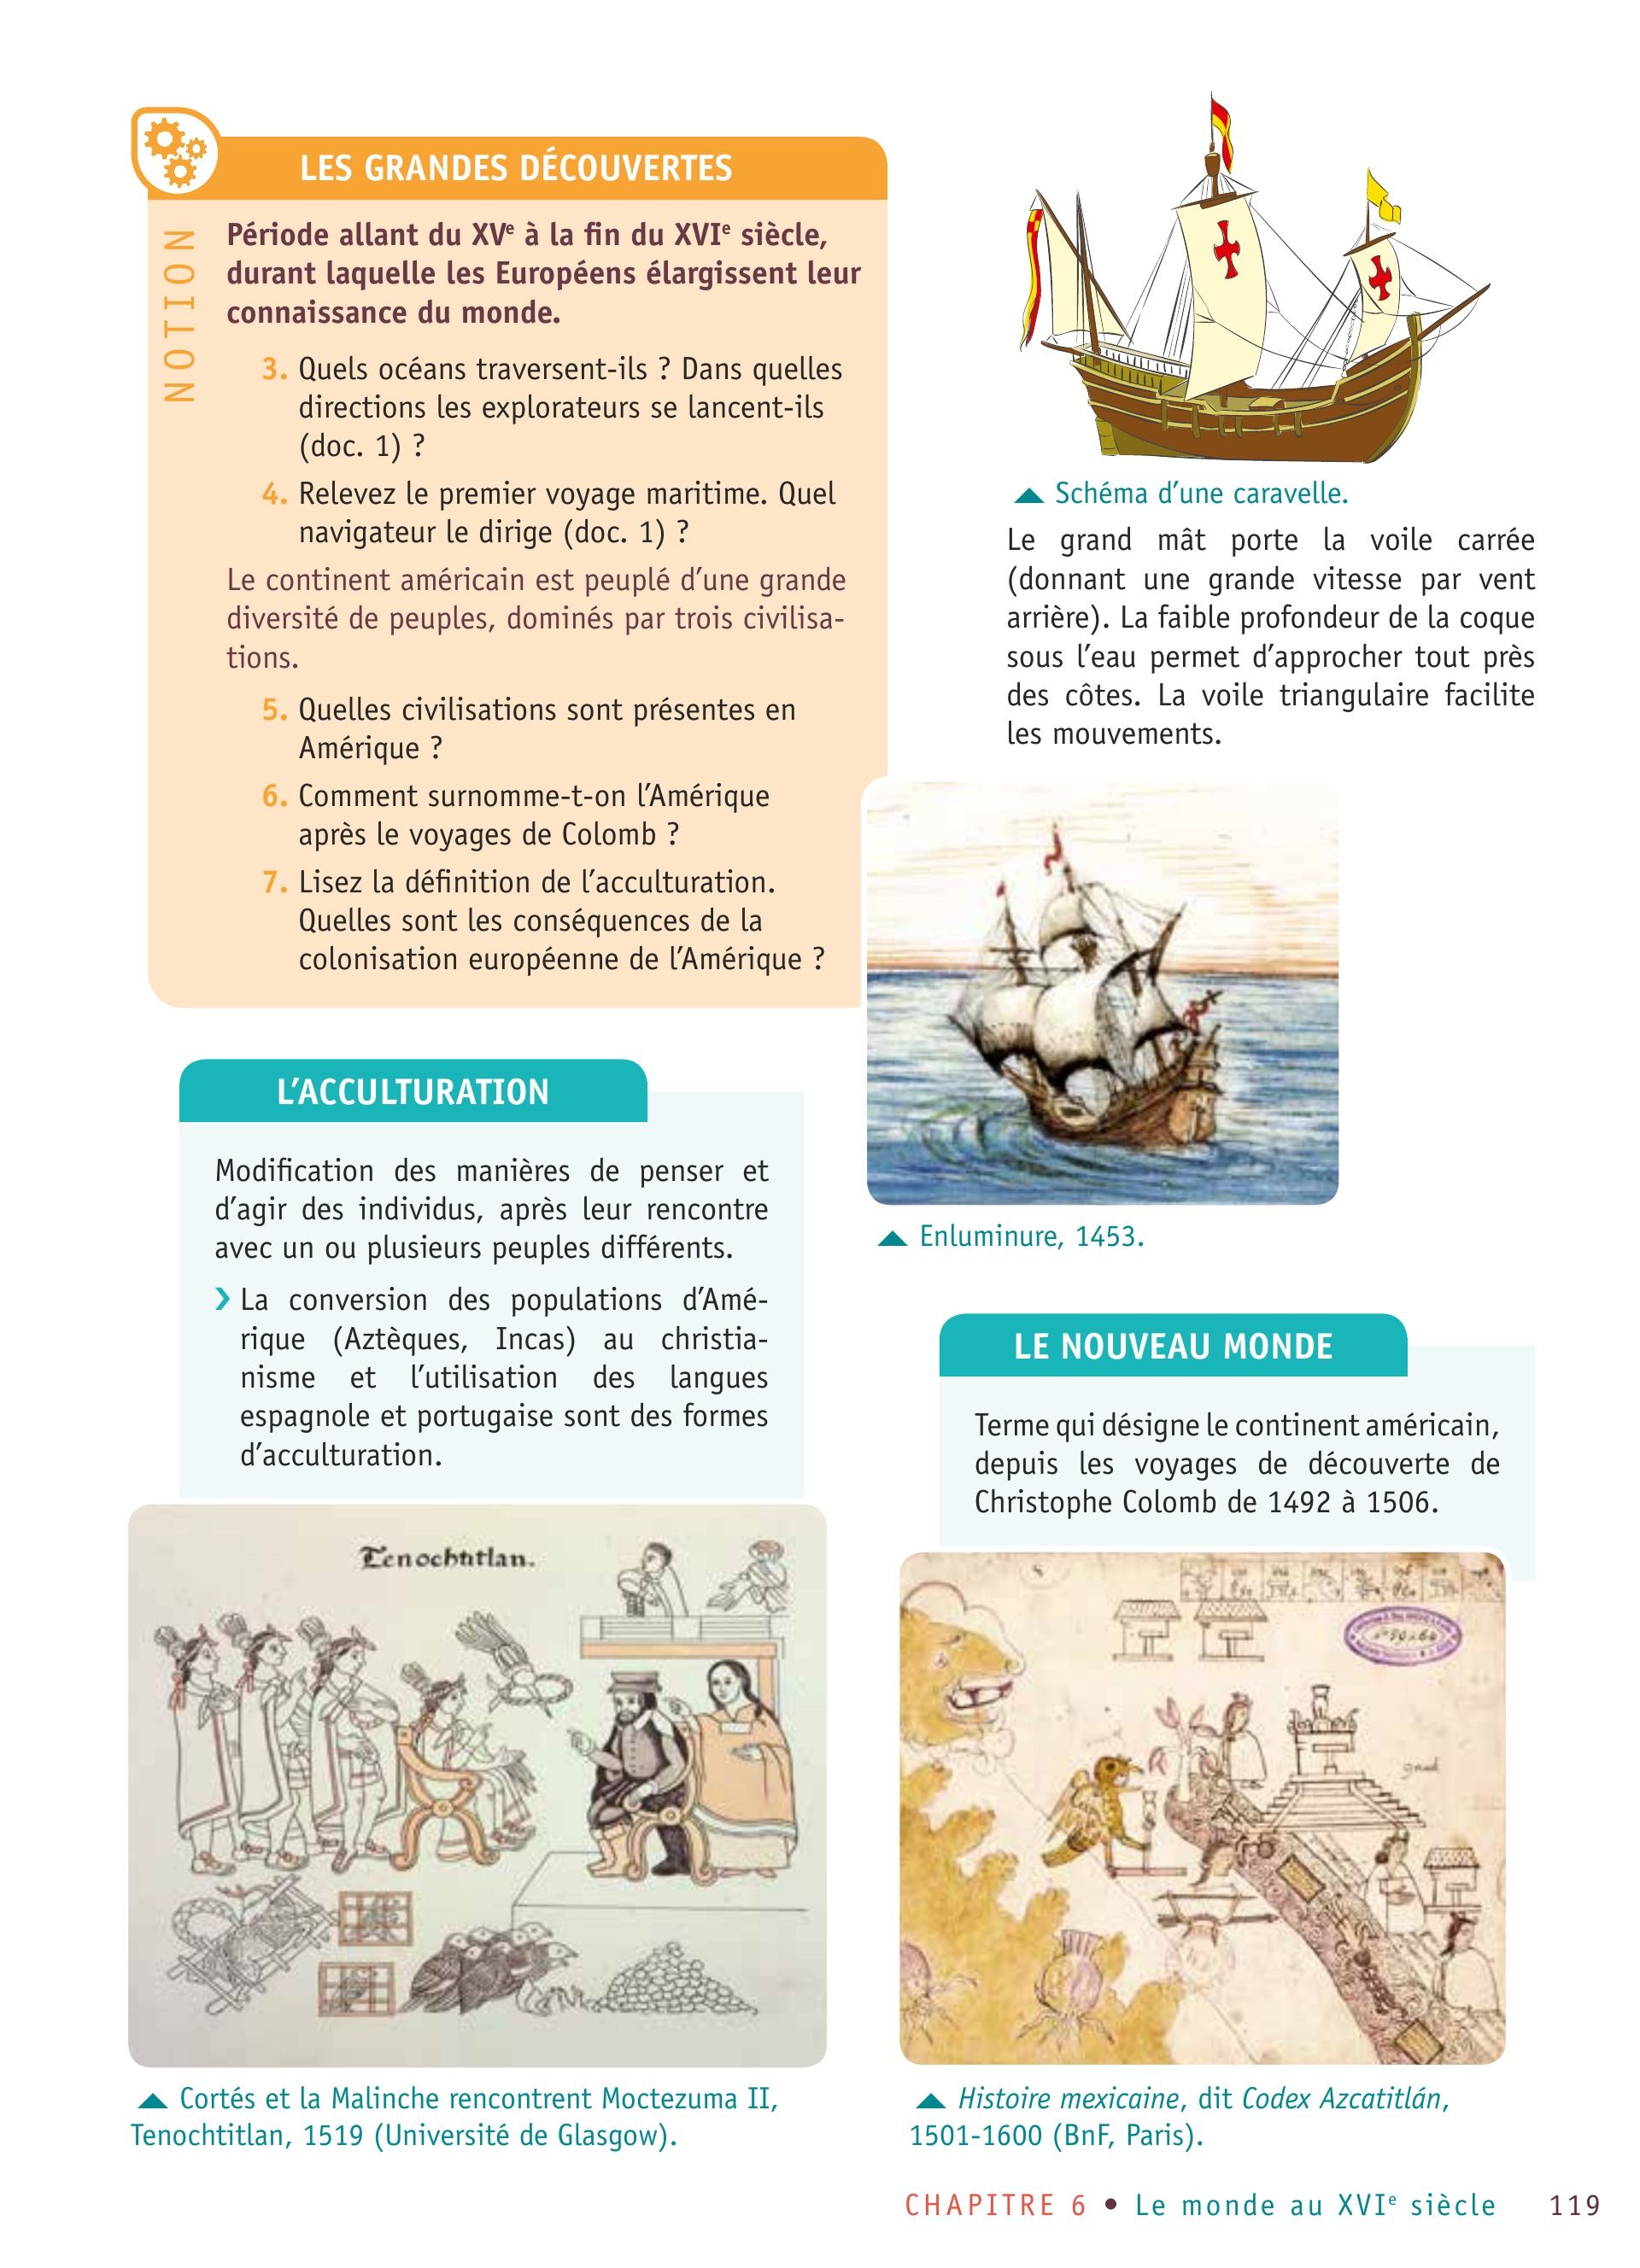 LES GRANDES DÉCOUVERTES
NOTION
Période allant du XVe à la fin du XVIe siècle,
durant laquelle les Européens élargissent leur
connaissance du monde.
3. Quels océans traversent-ils ? Dans quelles
directions les explorateurs se lancent-ils
(doc. 1) ?
4. Relevez le premier voyage maritime. Quel
navigateur le dirige (doc. 1) ?
Le continent américain est peuplé d’une grande
diversité de peuples, dominés par trois civilisa-
tions.
5. Quelles civilisations sont présentes en
Amérique ?
6. Comment surnomme-t-on l’Amérique
après le voyages de Colomb ?
7. Lisez la définition de l’acculturation.
Quelles sont les conséquences de la
colonisation européenne de l’Amérique ?
Schéma d’une caravelle.
Le grand mât porte la voile carrée
(donnant une grande vitesse par vent
arrière). La faible profondeur de la coque
sous l’eau permet d’approcher tout près
des côtes. La voile triangulaire facilite
les mouvements.
Enluminure, 1453.
L’ACCULTURATION
Modification des manières de penser et
d’agir des individus, après leur rencontre
avec un ou plusieurs peuples différents.
La conversion des populations d’Amé-
rique (Aztèques, Incas) au christia-
nisme et l’utilisation des langues
espagnole et portugaise sont des formes
d’acculturation.
Tenochtitlan.
Cortés et la Malinche rencontrent Moctezuma II,
Tenochtitlan, 1519 (Université de Glasgow).
LE NOUVEAU MONDE
Terme qui désigne le continent américain,
depuis les voyages de découverte de
Christophe Colomb de 1492 à 1506.
Histoire mexicaine, dit Codex Azcatitlán,
1501-1600 (BnF, Paris).
CHAPITRE 6 • Le monde au XVIe siècle 119